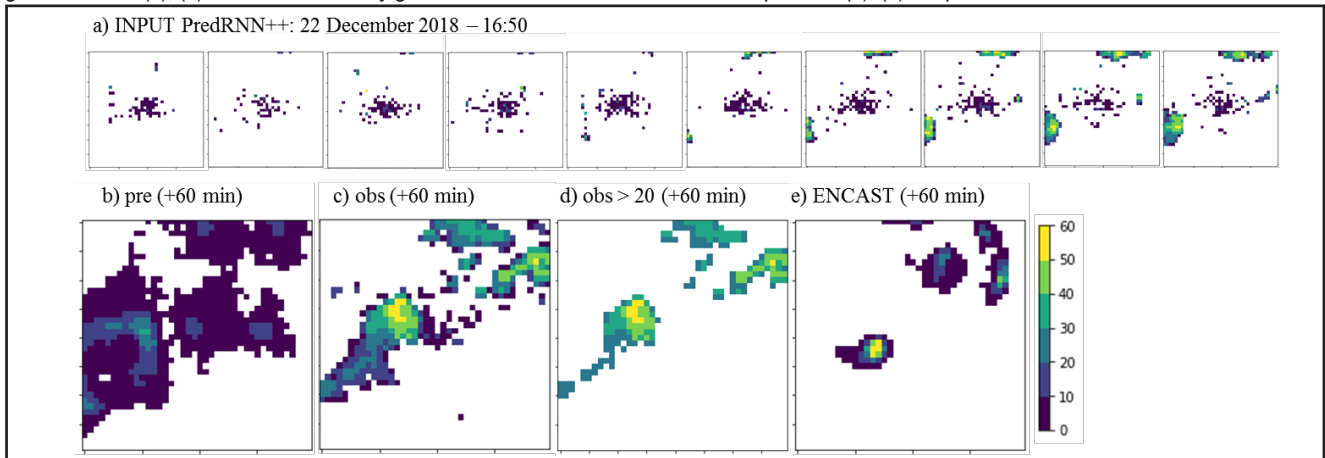 a) INPUT PredRNN++: 22 December 2018 – 16:50
b) pre (+60 min)
c) obs (+60 min)
d) obs > 20 (+60 min)
e) ENCAST (+60 min)
60
50
40
30
20
10
0